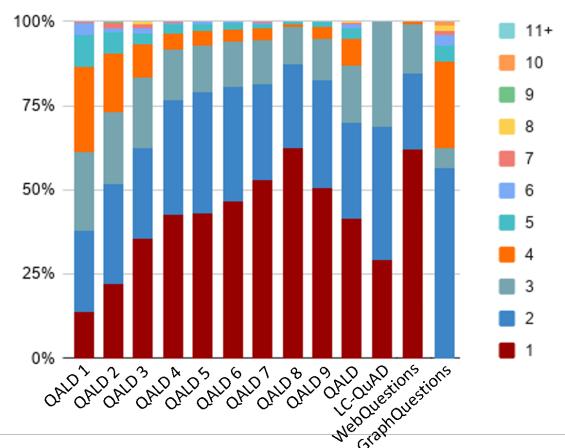 100%
75%
50%
25%
0%
QALD 1
QALD 2
QALD 3
QALD 4
QALD 5
QALD 6
QALD 7
QALD 8
QALD 9
QALD
LC-QuAD
WebQuestions
GraphQuestions
11+
10
9
8
7
6
5
4
3
2
1